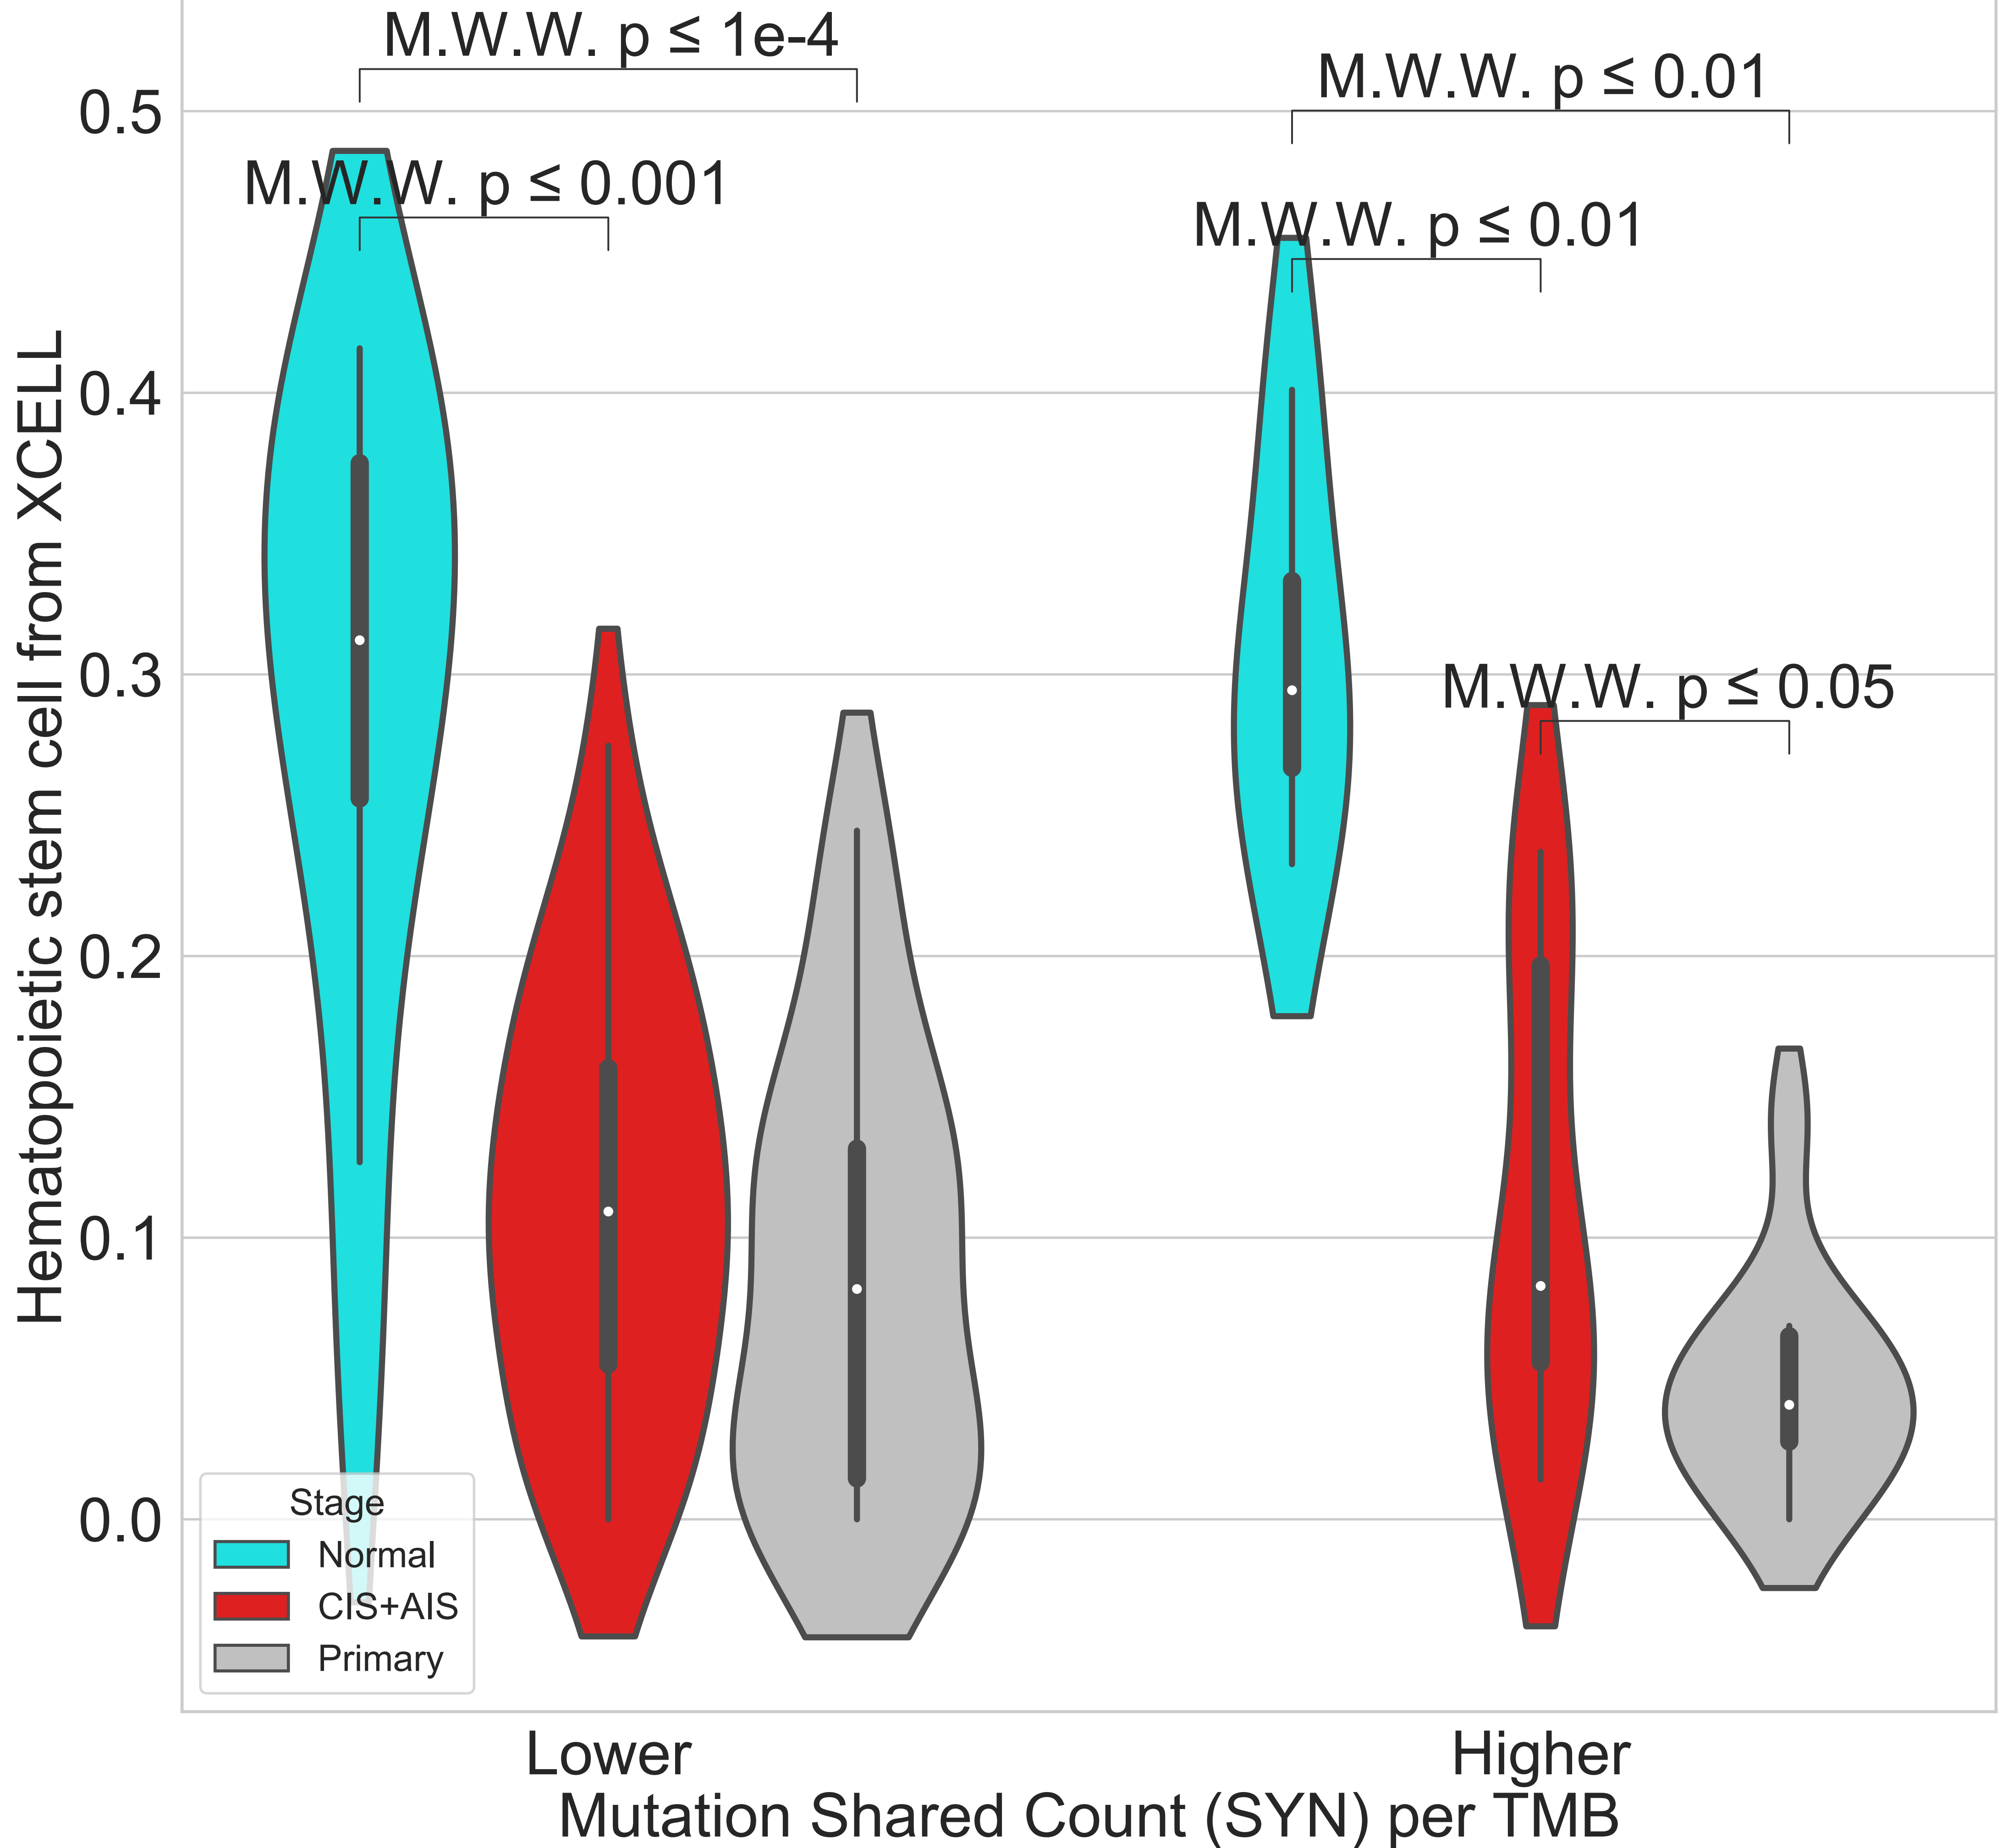 M.W.W. p ≤ 1e-4
M.W.W. p ≤ 0.01
M.W.W. p ≤ 0.001
M.W.W. p ≤ 0.01
M.W.W. p ≤ 0.05
Hematopoietic stem cell from XCELL
0.5
0.4
0.3
0.2
0.1
0.0
Stage
Normal
CIS+AIS
Primary
Lower
Higher
Mutation Shared Count (SYN) per TMB